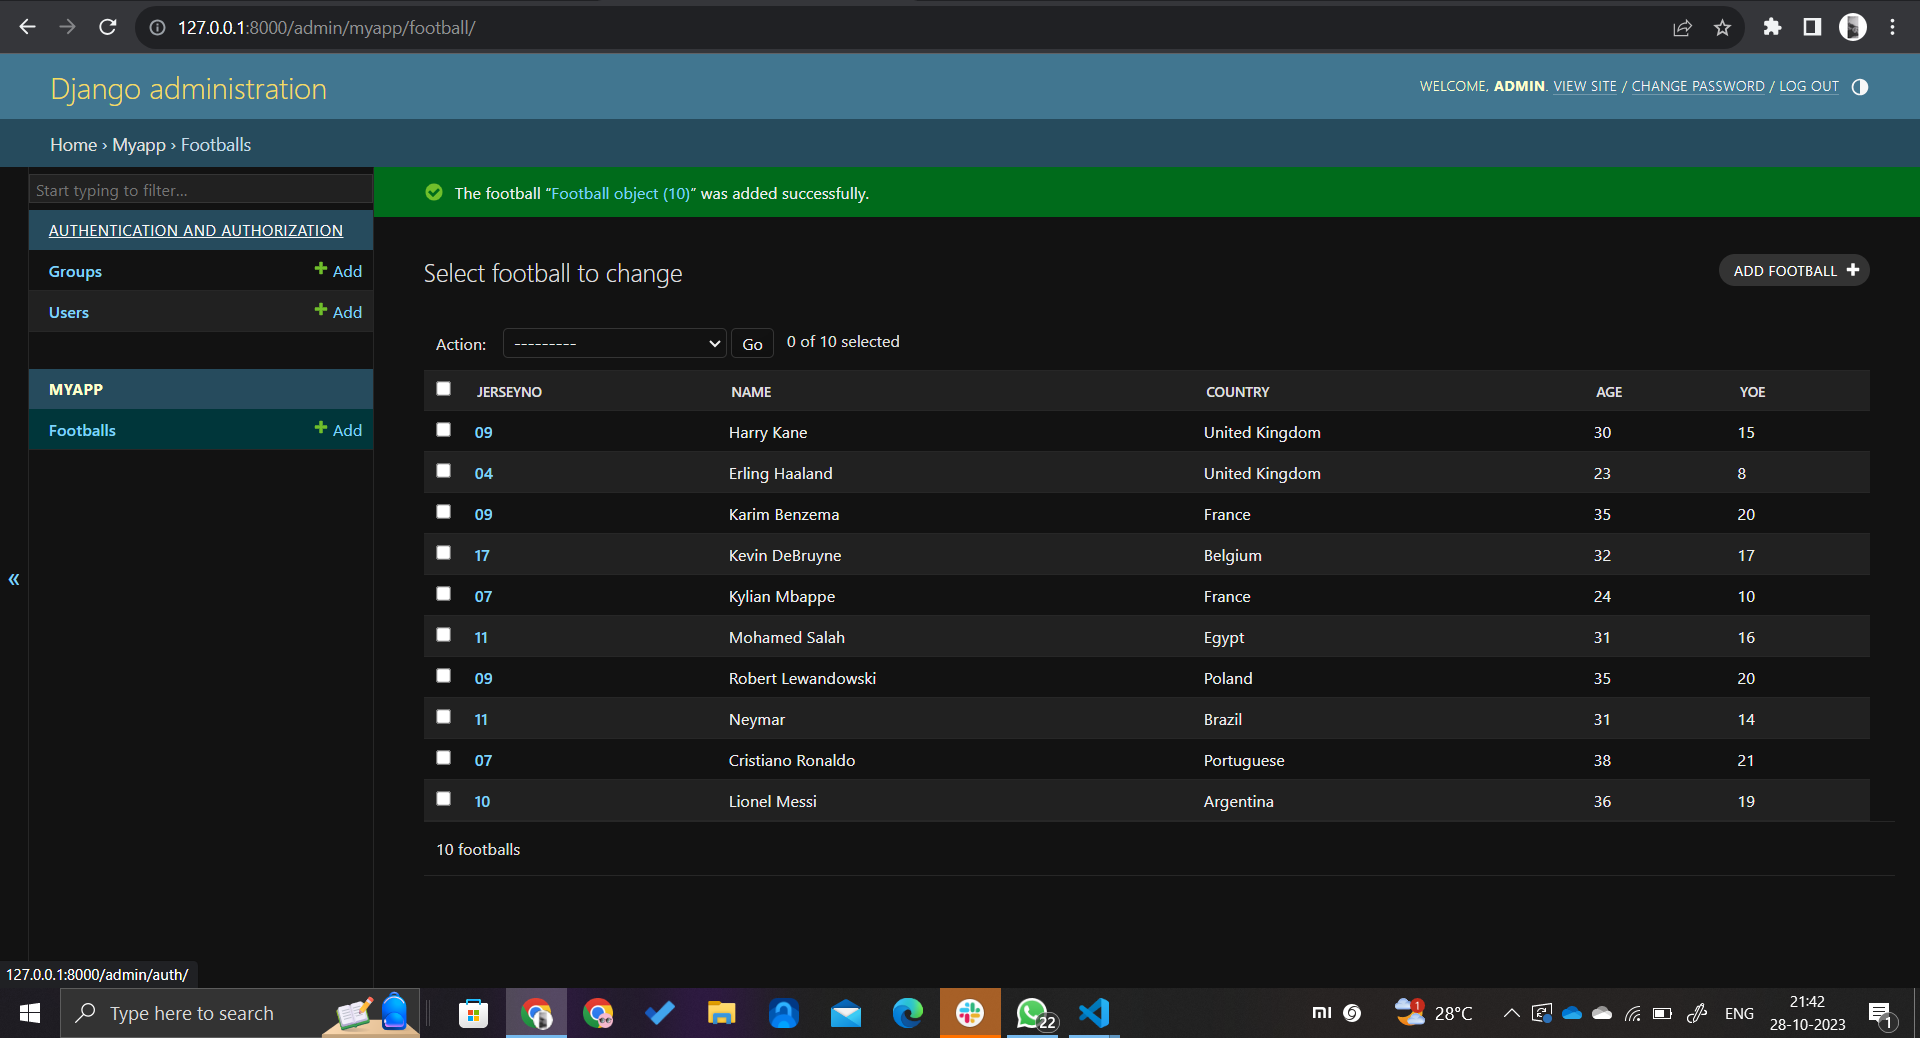 127.0.0.1:8000/admin/myapp/football/
Django administration
WELCOME, ADMIN. VIEW SITE / CHANGE PASSWORD / LOG OUT
Home › Myapp › Footballs
Start typing to filter...
The football “Football object (10)” was added successfully.
AUTHENTICATION AND AUTHORIZATION
Groups + Add
Users + Add
MYAPP
Footballs + Add
«
Select football to change
ADD FOOTBALL +
Action: --------- Go 0 of 10 selected
JERSEYNO NAME COUNTRY AGE YOE
09 Harry Kane United Kingdom 30 15
04 Erling Haaland United Kingdom 23 8
09 Karim Benzema France 35 20
17 Kevin DeBruyne Belgium 32 17
07 Kylian Mbappe France 24 10
11 Mohamed Salah Egypt 31 16
09 Robert Lewandowski Poland 35 20
11 Neymar Brazil 31 14
07 Cristiano Ronaldo Portuguese 38 21
10 Lionel Messi Argentina 36 19
10 footballs
127.0.0.1:8000/admin/auth/
Type here to search
22
1
28°C
ENG
21:42
28-10-2023
1